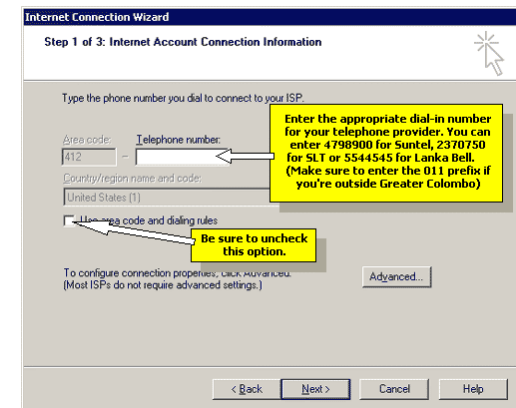 Internet Connection Wizard
Step 1 of 3: Internet Account Connection Information
Type the phone number you dial to connect to your ISP.
Area code:
Telephone number:
412
–
Enter the appropriate dial-in number
for your telephone provider. You can
enter 4798900 for Suntel, 2370750
for SLT or 5544545 for Lanka Bell.
(Make sure to enter the 011 prefix if
you're outside Greater Colombo)
Country/region name and code:
United States (1)
Use area code and dialing rules
Be sure to uncheck
this option.
To configure connection properties, click Advanced.
(Most ISPs do not require advanced settings.)
Advanced...
< Back
Next >
Cancel
Help